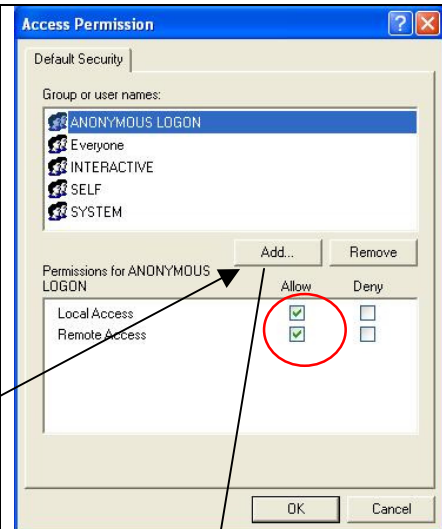 Access Permission
Default Security
Group or user names:
ANONYMOUS LOGON
Everyone
INTERACTIVE
SELF
SYSTEM
Add... Remove
Permissions for ANONYMOUS
LOGON Allow Deny
Local Access
Remote Access
OK Cancel